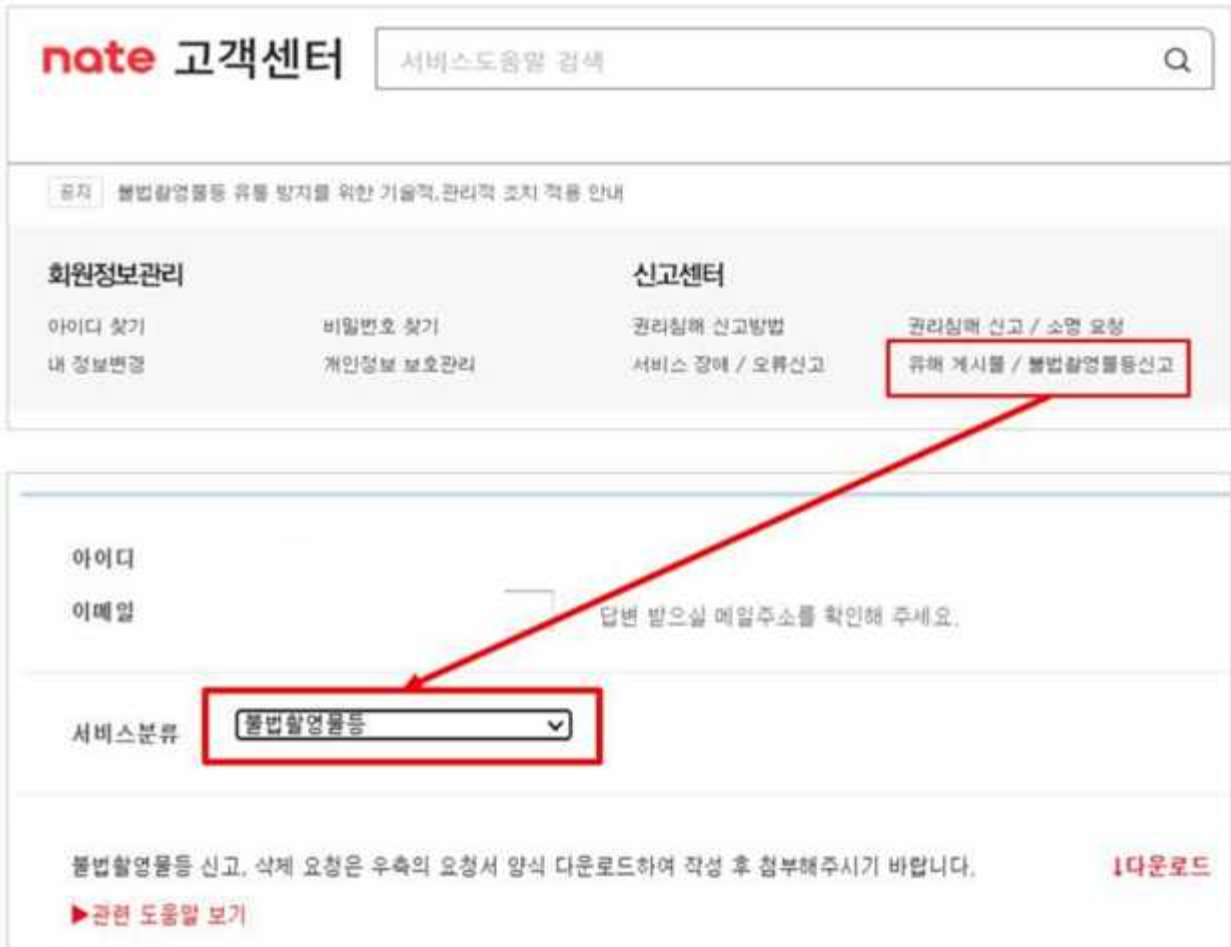 nate 고객센터
서비스도움말 검색
공지 불법촬영물등 유통 방지를 위한 기술적,관리적 조치 적용 안내
회원정보관리 신고센터
아이디 찾기 비밀번호 찾기 권리침해 신고방법 권리침해 신고 / 소명 요청
내 정보변경 개인정보 보호관리 서비스 장애 / 오류신고 유해 게시물 / 불법촬영물등신고
아이디
이메일 답변 받으실 메일주소를 확인해 주세요.
서비스분류 불법촬영물등
불법촬영물등 신고, 삭제 요청은 우측의 요청서 양식 다운로드하여 작성 후 첨부해주시기 바랍니다. ↓다운로드
▶관련 도움말 보기